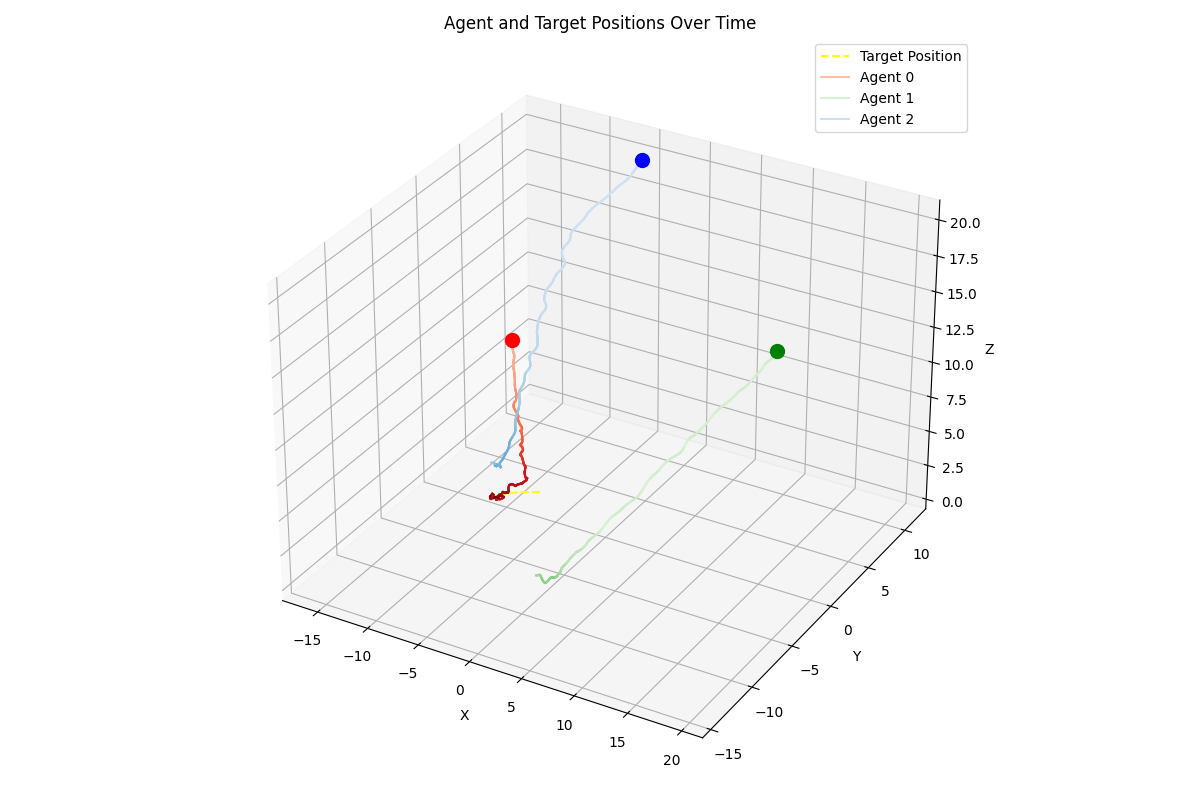 Agent and Target Positions Over Time
Target Position
Agent 0
Agent 1
Agent 2
20.0
17.5
15.0
12.5
10.0
7.5
5.0
2.5
0.0
Z
10
5
0
−5
−10
−15
Y
−15
−10
−5
0
5
10
15
20
X